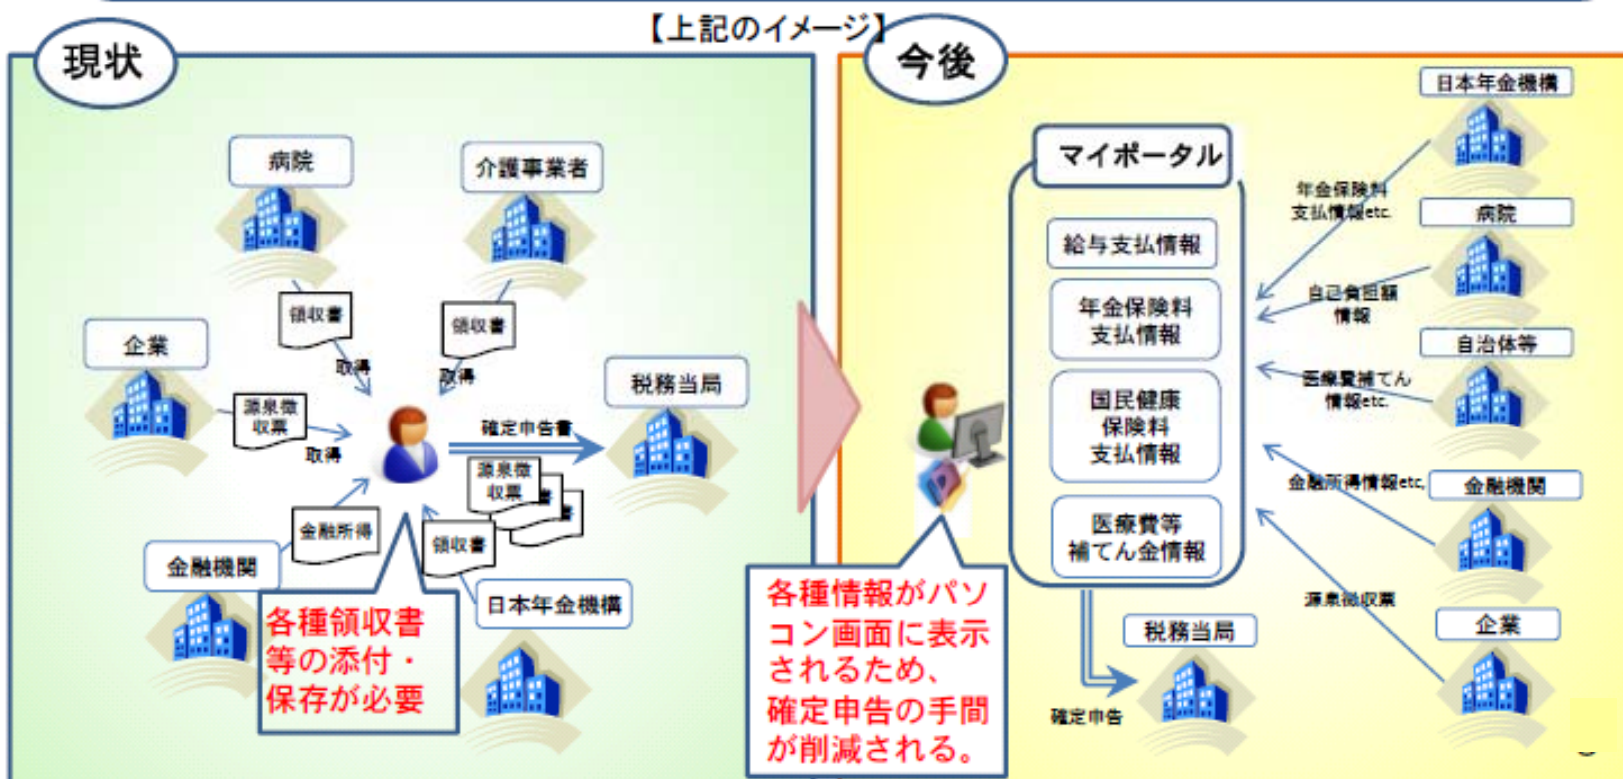 【上記のイメージ】
現状
病院
介護事業者
領収書
取得
領収書
取得
企業
源泉徴
収票
取得
税務当局
確定申告書
源泉徴
収票
書
書
金融所得
金融機関
領収書
日本年金機構
各種領収書
等の添付・
保存が必要
今後
マイポータル
給与支払情報
年金保険料
支払情報
国民健康
保険料
支払情報
医療費等
補てん金情報
日本年金機構
年金保険料
支払情報etc.
病院
自己負担額
情報
自治体等
医療費補てん
情報etc.
金融所得情報etc,
金融機関
源泉徴収票
企業
税務当局
確定申告
各種情報がパソ
コン画面に表示
されるため、
確定申告の手間
が削減される。